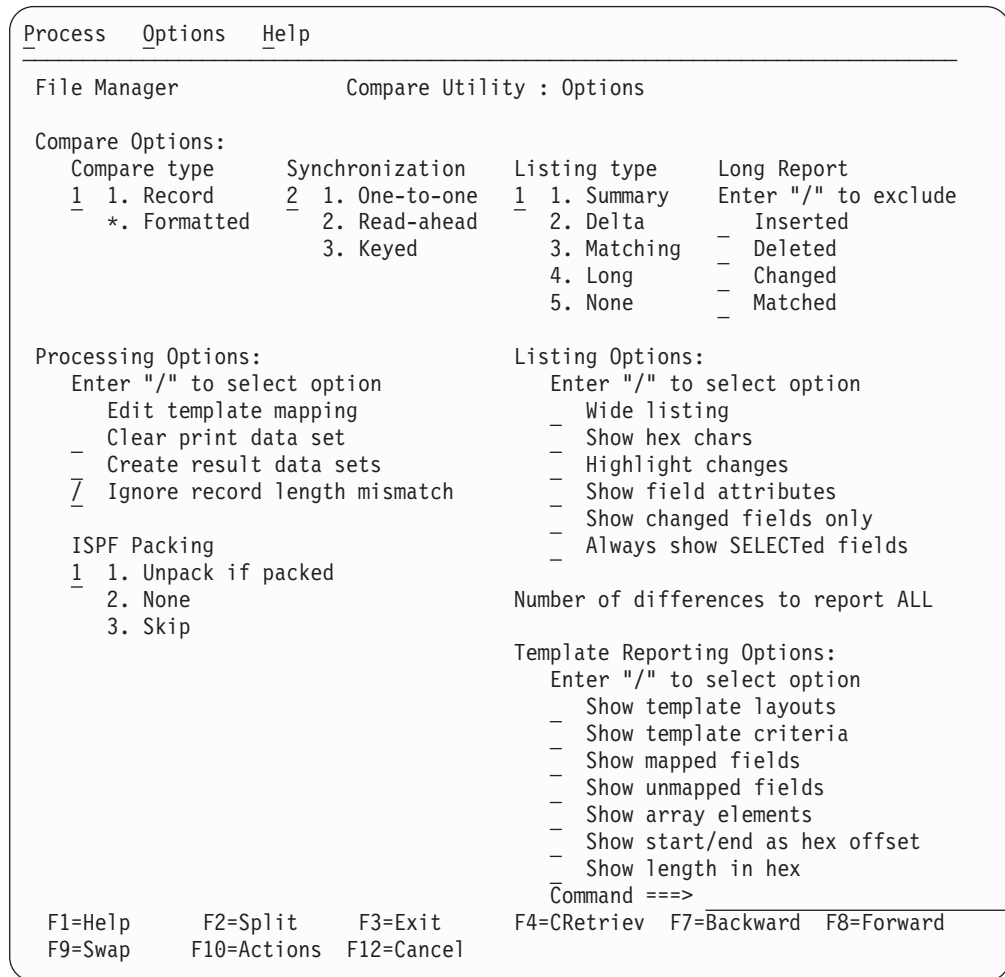 Process   Options   Help
File Manager   Compare Utility : Options
Compare Options:
Compare type   Synchronization   Listing type   Long Report
1 1. Record   2 1. One-to-one   1 1. Summary   Enter "/" to exclude
*. Formatted   2. Read-ahead   2. Delta   _ Inserted
3. Keyed   3. Matching   _ Deleted
4. Long   _ Changed
5. None   _ Matched
Processing Options:   Listing Options:
Enter "/" to select option   Enter "/" to select option
Edit template mapping   _ Wide listing
_ Clear print data set   _ Show hex chars
_ Create result data sets   _ Highlight changes
/ Ignore record length mismatch   _ Show field attributes
_ Show changed fields only
ISPF Packing   _ Always show SELECTed fields
1 1. Unpack if packed
2. None   Number of differences to report ALL
3. Skip
Template Reporting Options:
Enter "/" to select option
_ Show template layouts
_ Show template criteria
_ Show mapped fields
_ Show unmapped fields
_ Show array elements
_ Show start/end as hex offset
_ Show length in hex
Command ===>
F1=Help   F2=Split   F3=Exit   F4=CRetriev   F7=Backward   F8=Forward
F9=Swap   F10=Actions   F12=Cancel